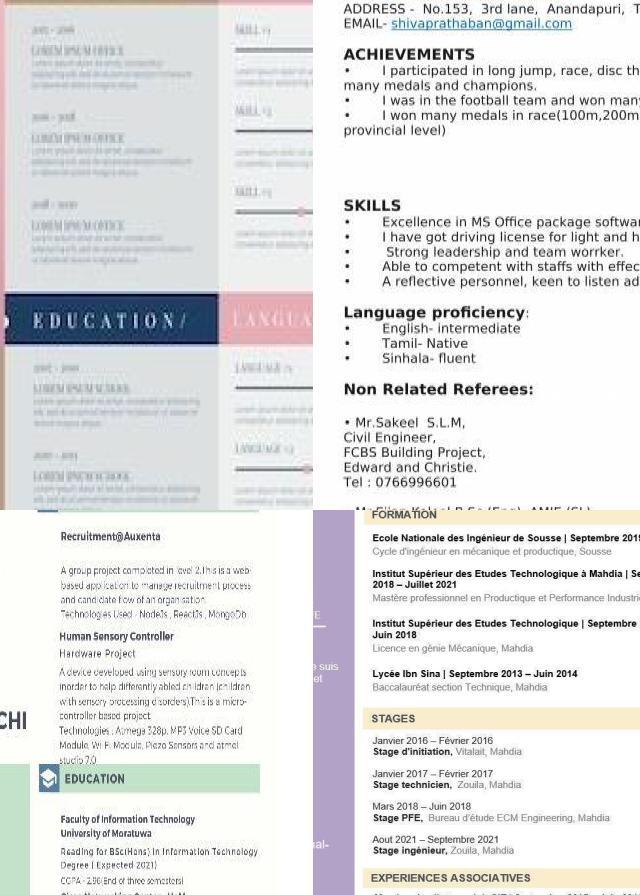 LOREM IPSUM OFFICE
SKILL #1
LOREM IPSUM OFFICE
SKILL #2
LOREM IPSUM OFFICE
SKILL #3
EDUCATION/
LANGUA
LOREM IPSUM SCHOOL
LANGUAGE #1
LOREM IPSUM SCHOOL
LANGUAGE #2
ADDRESS - No.153, 3rd lane, Anandapuri, T
EMAIL- shivaprathaban@gmail.com
ACHIEVEMENTS
• I participated in long jump, race, disc th
many medals and champions.
• I was in the football team and won many
• I won many medals in race(100m,200m
provincial level)
SKILLS
• Excellence in MS Office package softwar
• I have got driving license for light and h
• Strong leadership and team worrker.
• Able to competent with staffs with effec
• A reflective personnel, keen to listen ad
Language proficiency:
• English- intermediate
• Tamil- Native
• Sinhala- fluent
Non Related Referees:
• Mr.Sakeel S.L.M,
Civil Engineer,
FCBS Building Project,
Edward and Christie.
Tel : 0766996601
Recruitment@Auxenta
A group project completed in level 2.This is a web-
based application to manage recruitment process
and candidate flow of an organisation.
Technologies Used - NodeJs , ReactJs , MongoDb
Human Sensory Controller
Hardware Project
A device developed using sensory room concepts
inorder to help differently abled children (children
with sensory processing disorders).This is a micro-
controller based project.
Technologies : Atmega 328p, MP3 Voice SD Card
Module, Wi-Fi Module, Piezo Sensors and atmel
studio 7.0
CHI
EDUCATION
Faculty of Information Technology
University of Moratuwa
Reading for BSc(Hons) in Information Technology
Degree ( Expected 2021)
CGPA - 2.96(End of three semesters)
E
e suis
et
al-
FORMATION
Ecole Nationale des Ingénieur de Sousse | Septembre 2019
Cycle d'ingénieur en mécanique et productique, Sousse
Institut Supérieur des Etudes Technologique à Mahdia | Se
2018 – Juillet 2021
Mastère professionnel en Productique et Performance Industrie
Institut Supérieur des Etudes Technologique | Septembre
Juin 2018
Licence en génie Mécanique, Mahdia
Lycée Ibn Sina | Septembre 2013 – Juin 2014
Baccalauréat section Technique, Mahdia
STAGES
Janvier 2016 – Février 2016
Stage d'initiation, Vitalait, Mahdia
Janvier 2017 – Février 2017
Stage technicien, Zouila, Mahdia
Mars 2018 – Juin 2018
Stage PFE, Bureau d'étude ECM Engineering, Mahdia
Aout 2021 – Septembre 2021
Stage ingénieur, Zouila, Mahdia
EXPERIENCES ASSOCIATIVES